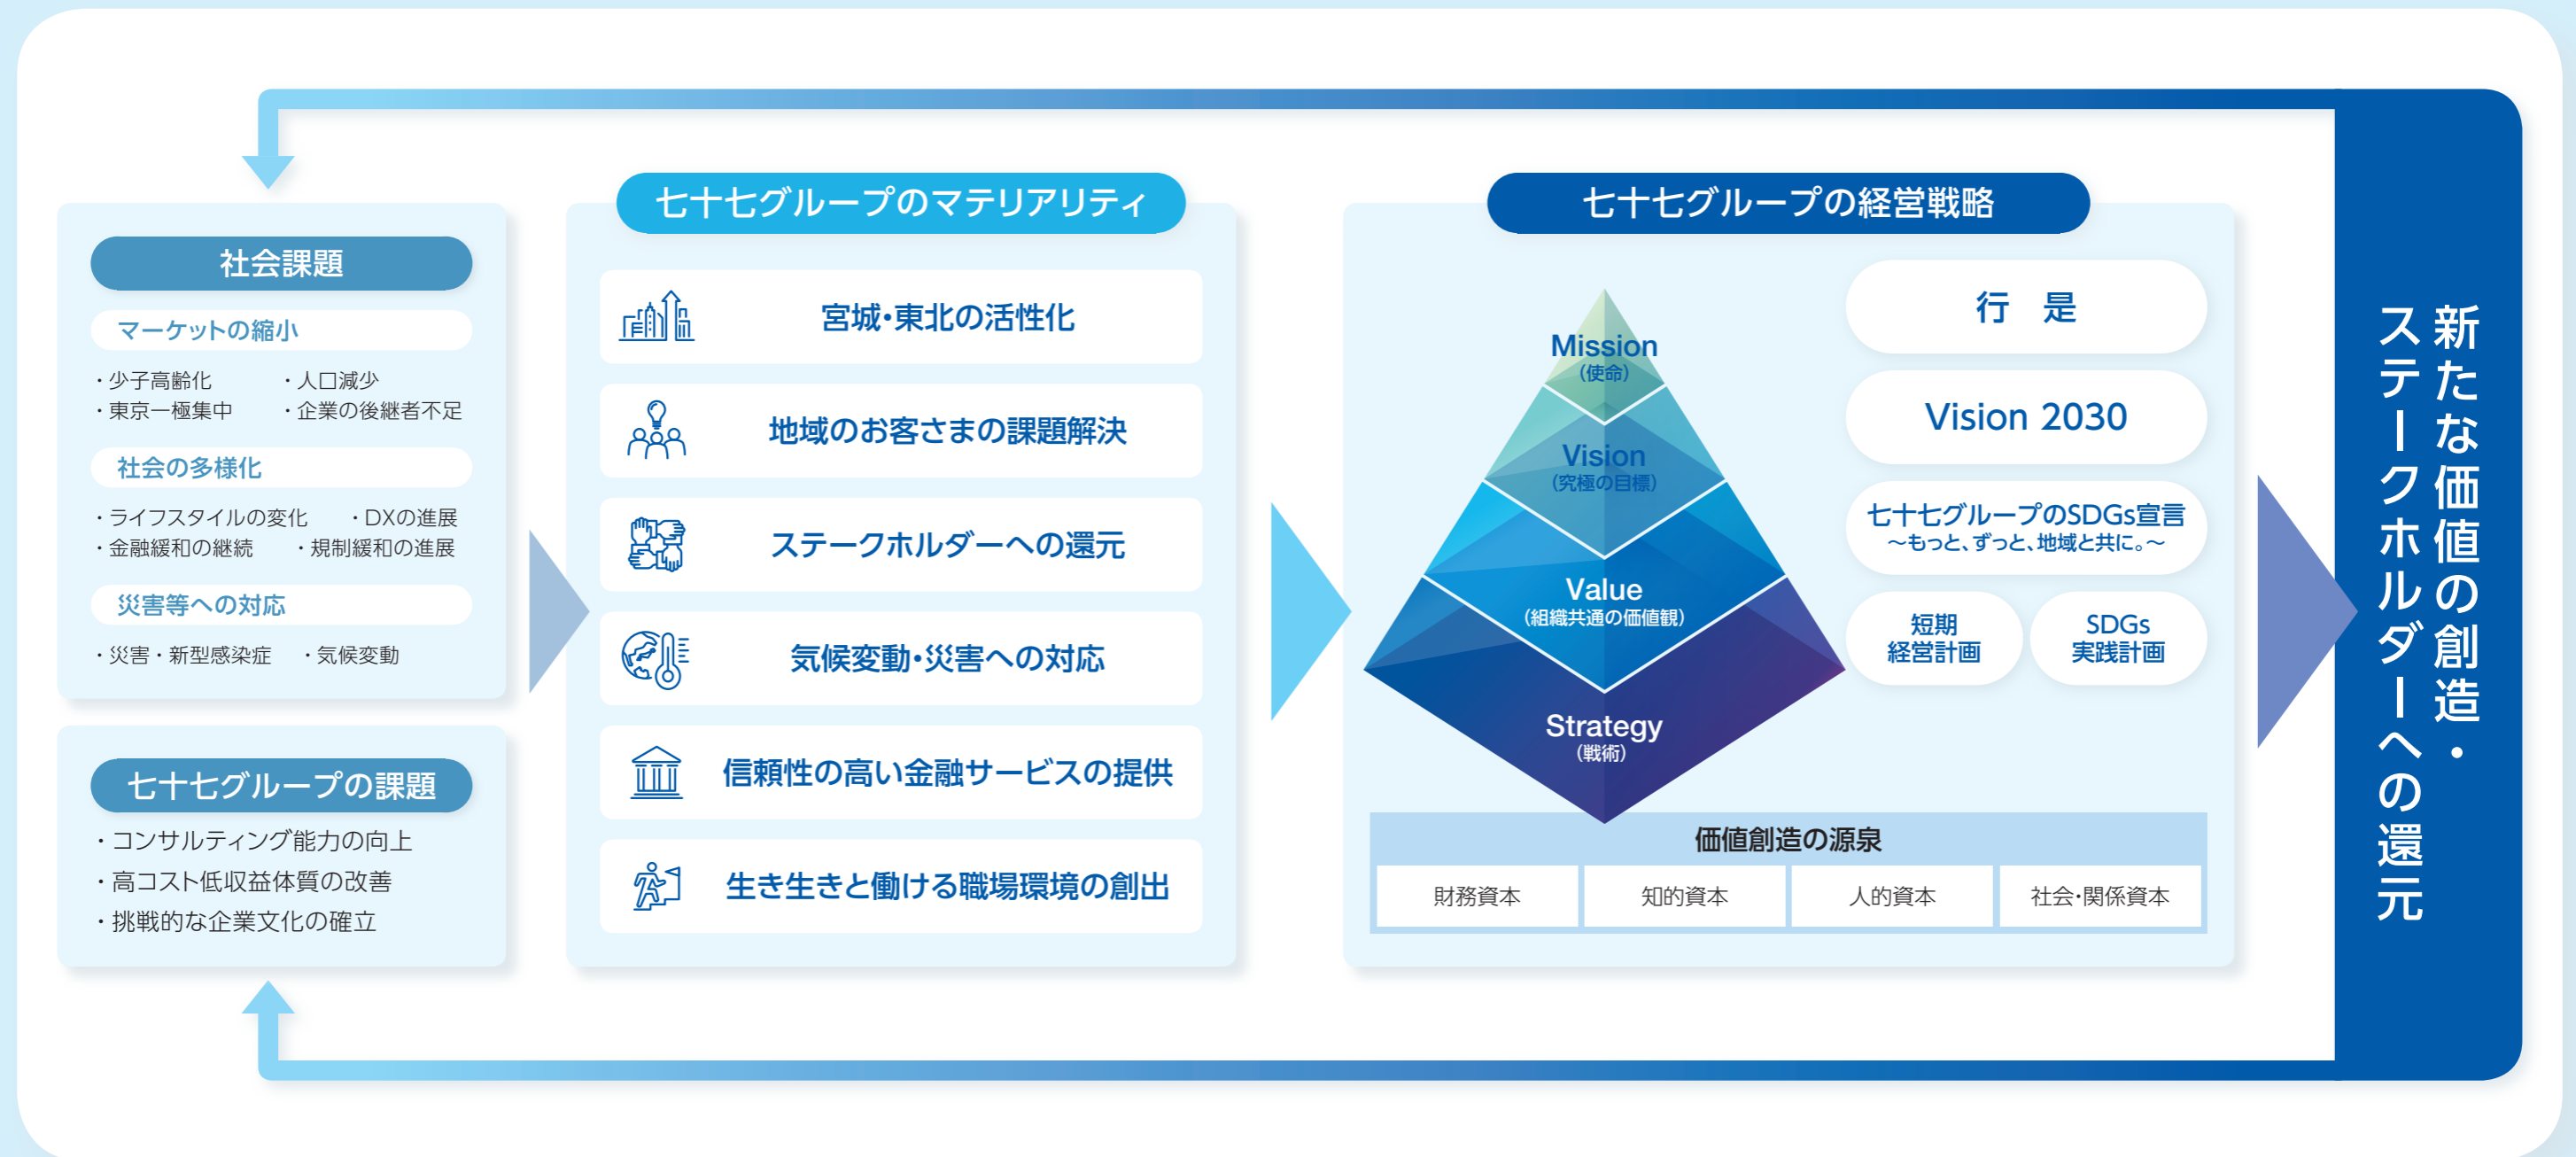 社会課題
マーケットの縮小
・少子高齢化 ・人口減少
・東京一極集中 ・企業の後継者不足
社会の多様化
・ライフスタイルの変化 ・DXの進展
・金融緩和の継続 ・規制緩和の進展
災害等への対応
・災害・新型感染症 ・気候変動
七十七グループの課題
・コンサルティング能力の向上
・高コスト低収益体質の改善
・挑戦的な企業文化の確立
七十七グループのマテリアリティ
宮城・東北の活性化
地域のお客さまの課題解決
ステークホルダーへの還元
気候変動・災害への対応
信頼性の高い金融サービスの提供
生き生きと働ける職場環境の創出
七十七グループの経営戦略
Mission
（使命）
Vision
（究極の目標）
Value
（組織共通の価値観）
Strategy
（戦術）
行 是
Vision 2030
七十七グループのSDGs宣言
～もっと、ずっと、地域と共に。～
短期
経営計画
SDGs
実践計画
価値創造の源泉
財務資本
知的資本
人的資本
社会・関係資本
新たな価値の創造・
ステークホルダーへの還元